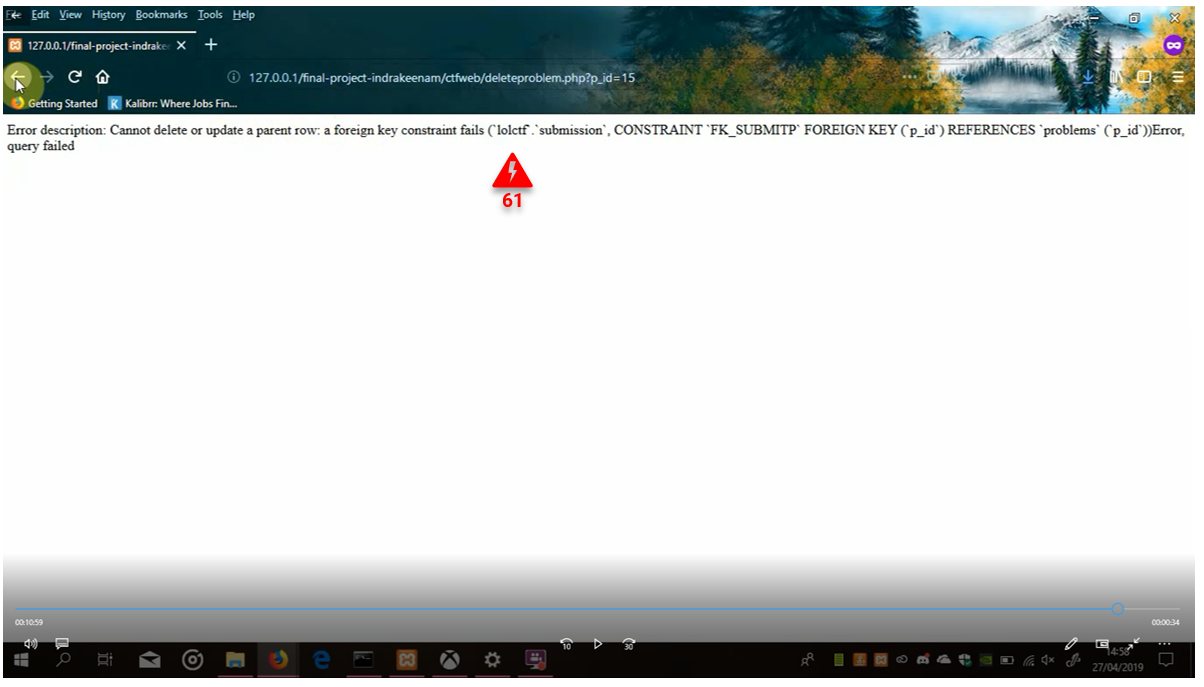 File Edit View History Bookmarks Tools Help
127.0.0.1/final-project-indrakee
127.0.0.1/final-project-indrakeenam/ctfweb/deleteproblem.php?p_id=15
Getting Started K Kalibrr: Where Jobs Fin...
Error description: Cannot delete or update a parent row: a foreign key constraint fails (`lolctf`.`submission`, CONSTRAINT `FK_SUBMITP` FOREIGN KEY (`p_id`) REFERENCES `problems` (`p_id`))Error,
query failed
61
00:10:59 00:00:34
10 30
14:58
27/04/2019